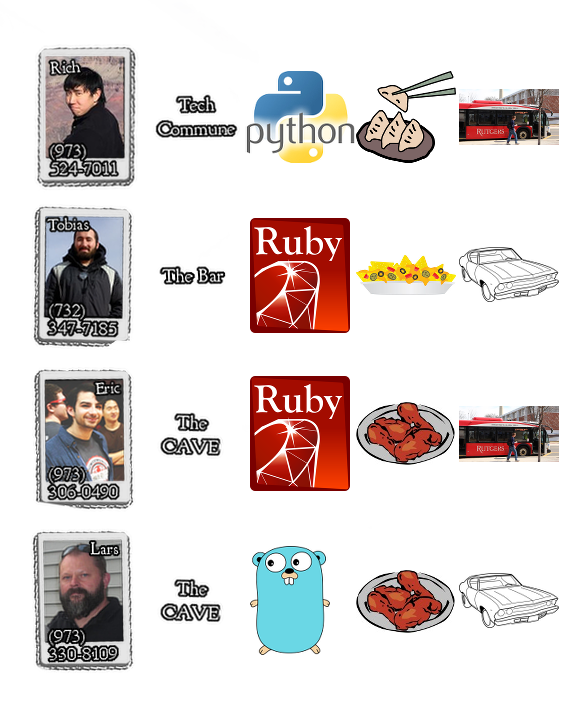 Rich
(973)
524-7011
Tech
Commune
python
RUTGERS
Tobias
(732)
347-7185
The Bar
Ruby
Eric
(973)
306-0490
The
CAVE
Ruby
RUTGERS
Lars
(973)
330-8109
The
CAVE